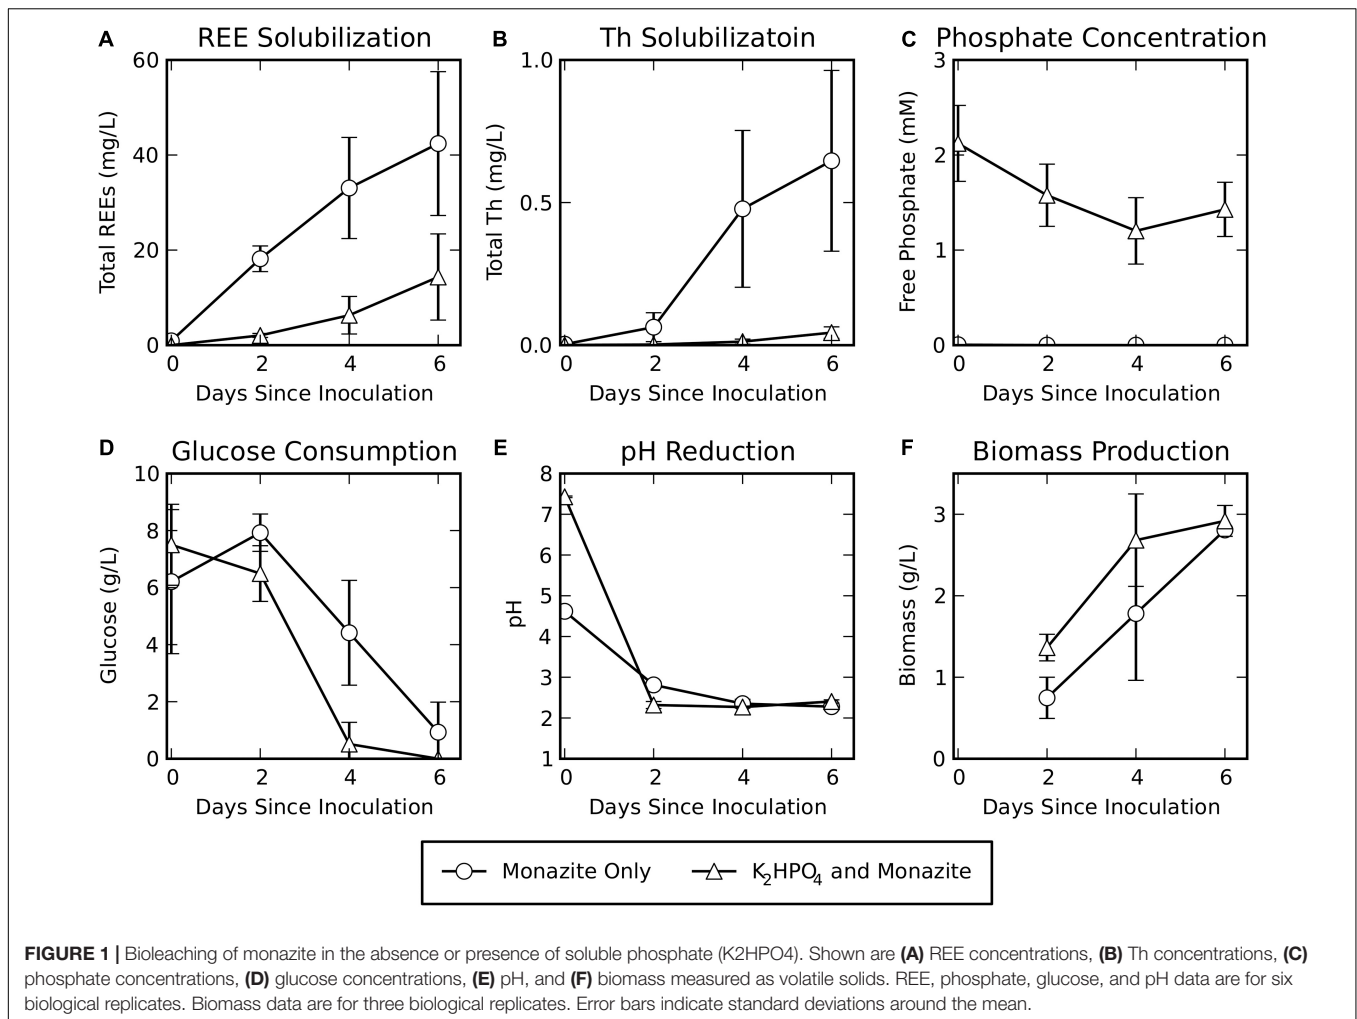 A REE Solubilization
60
40
20
0
Total REEs (mg/L)
0 2 4 6
Days Since Inoculation
B Th Solubilizatoin
1.0
0.5
0.0
Total Th (mg/L)
0 2 4 6
Days Since Inoculation
C Phosphate Concentration
3
2
1
0
Free Phosphate (mM)
0 2 4 6
Days Since Inoculation
D Glucose Consumption
10
8
6
4
2
0
Glucose (g/L)
0 2 4 6
Days Since Inoculation
E pH Reduction
8
7
6
5
4
3
2
1
pH
0 2 4 6
Days Since Inoculation
F Biomass Production
3
2
1
0
Biomass (g/L)
0 2 4 6
Days Since Inoculation
Monazite Only K₂HPO₄ and Monazite
FIGURE 1 | Bioleaching of monazite in the absence or presence of soluble phosphate (K2HPO4). Shown are (A) REE concentrations, (B) Th concentrations, (C)
phosphate concentrations, (D) glucose concentrations, (E) pH, and (F) biomass measured as volatile solids. REE, phosphate, glucose, and pH data are for six
biological replicates. Biomass data are for three biological replicates. Error bars indicate standard deviations around the mean.